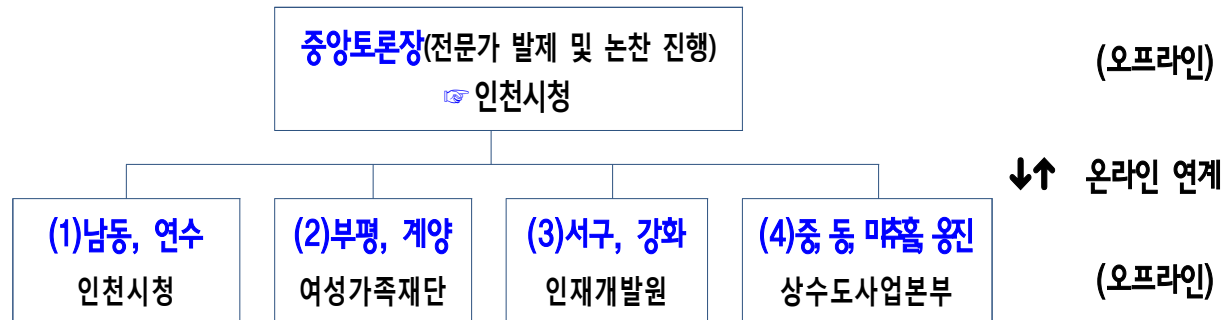 중앙토론장(전문가 발제 및 논찬 진행)
☞ 인천시청
(오프라인)
↓↑ 온라인 연계
(1)남동, 연수
인천시청
(2)부평, 계양
여성가족재단
(3)서구, 강화
인재개발원
(4)중, 동, 미추홀, 옹진
상수도사업본부
(오프라인)